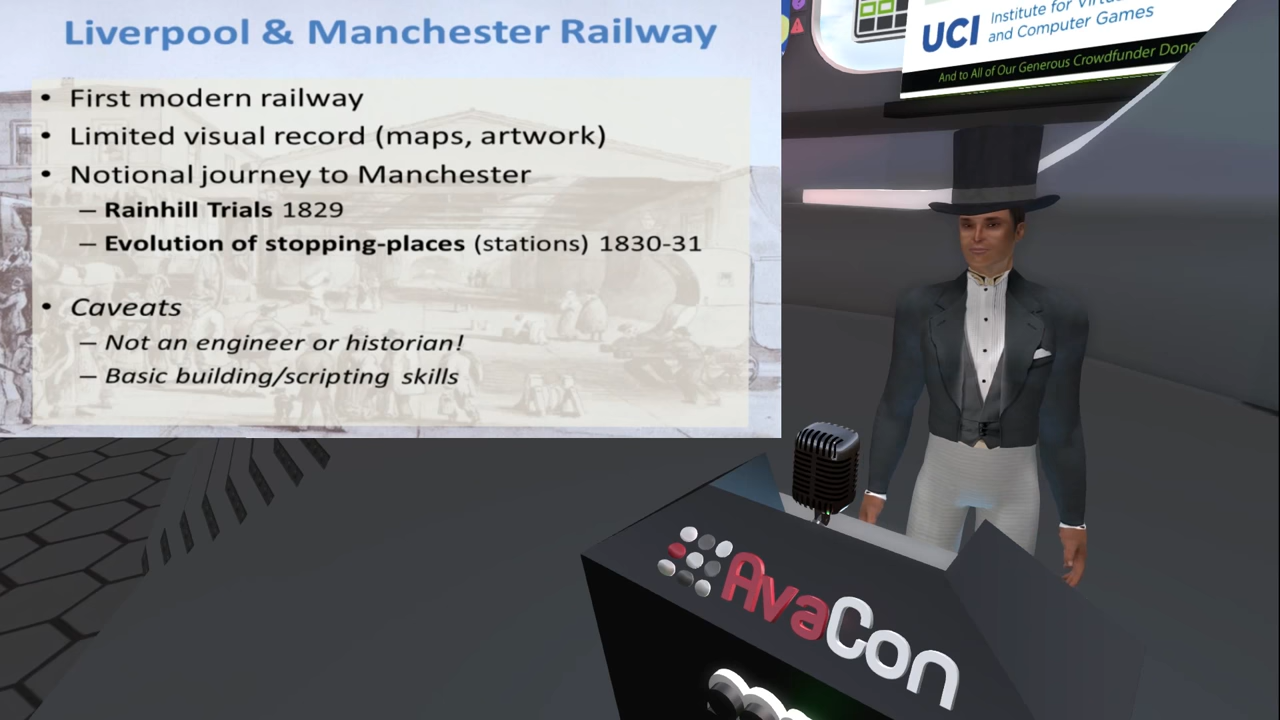 Liverpool & Manchester Railway
• First modern railway
• Limited visual record (maps, artwork)
• Notional journey to Manchester
– Rainhill Trials 1829
– Evolution of stopping-places (stations) 1830-31
• Caveats
– Not an engineer or historian!
– Basic building/scripting skills
UCI
Institute for
and Computer Games
And to All of Our Generous Crowdfunder
AvaCon